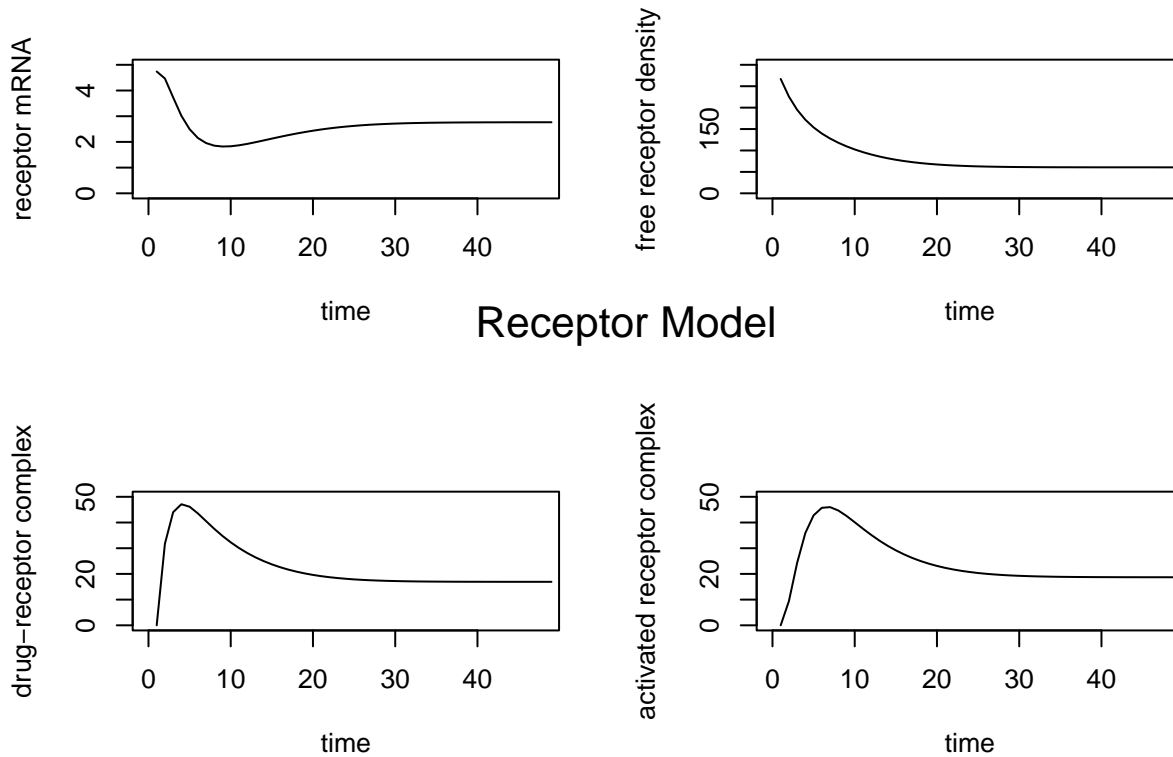 receptor mRNA
0 2 4
0 10 20 30 40
time
free receptor density
0 150
0 10 20 30 40
time
Receptor Model
drug−receptor complex
0 20 50
0 10 20 30 40
time
activated receptor complex
0 20 50
0 10 20 30 40
time